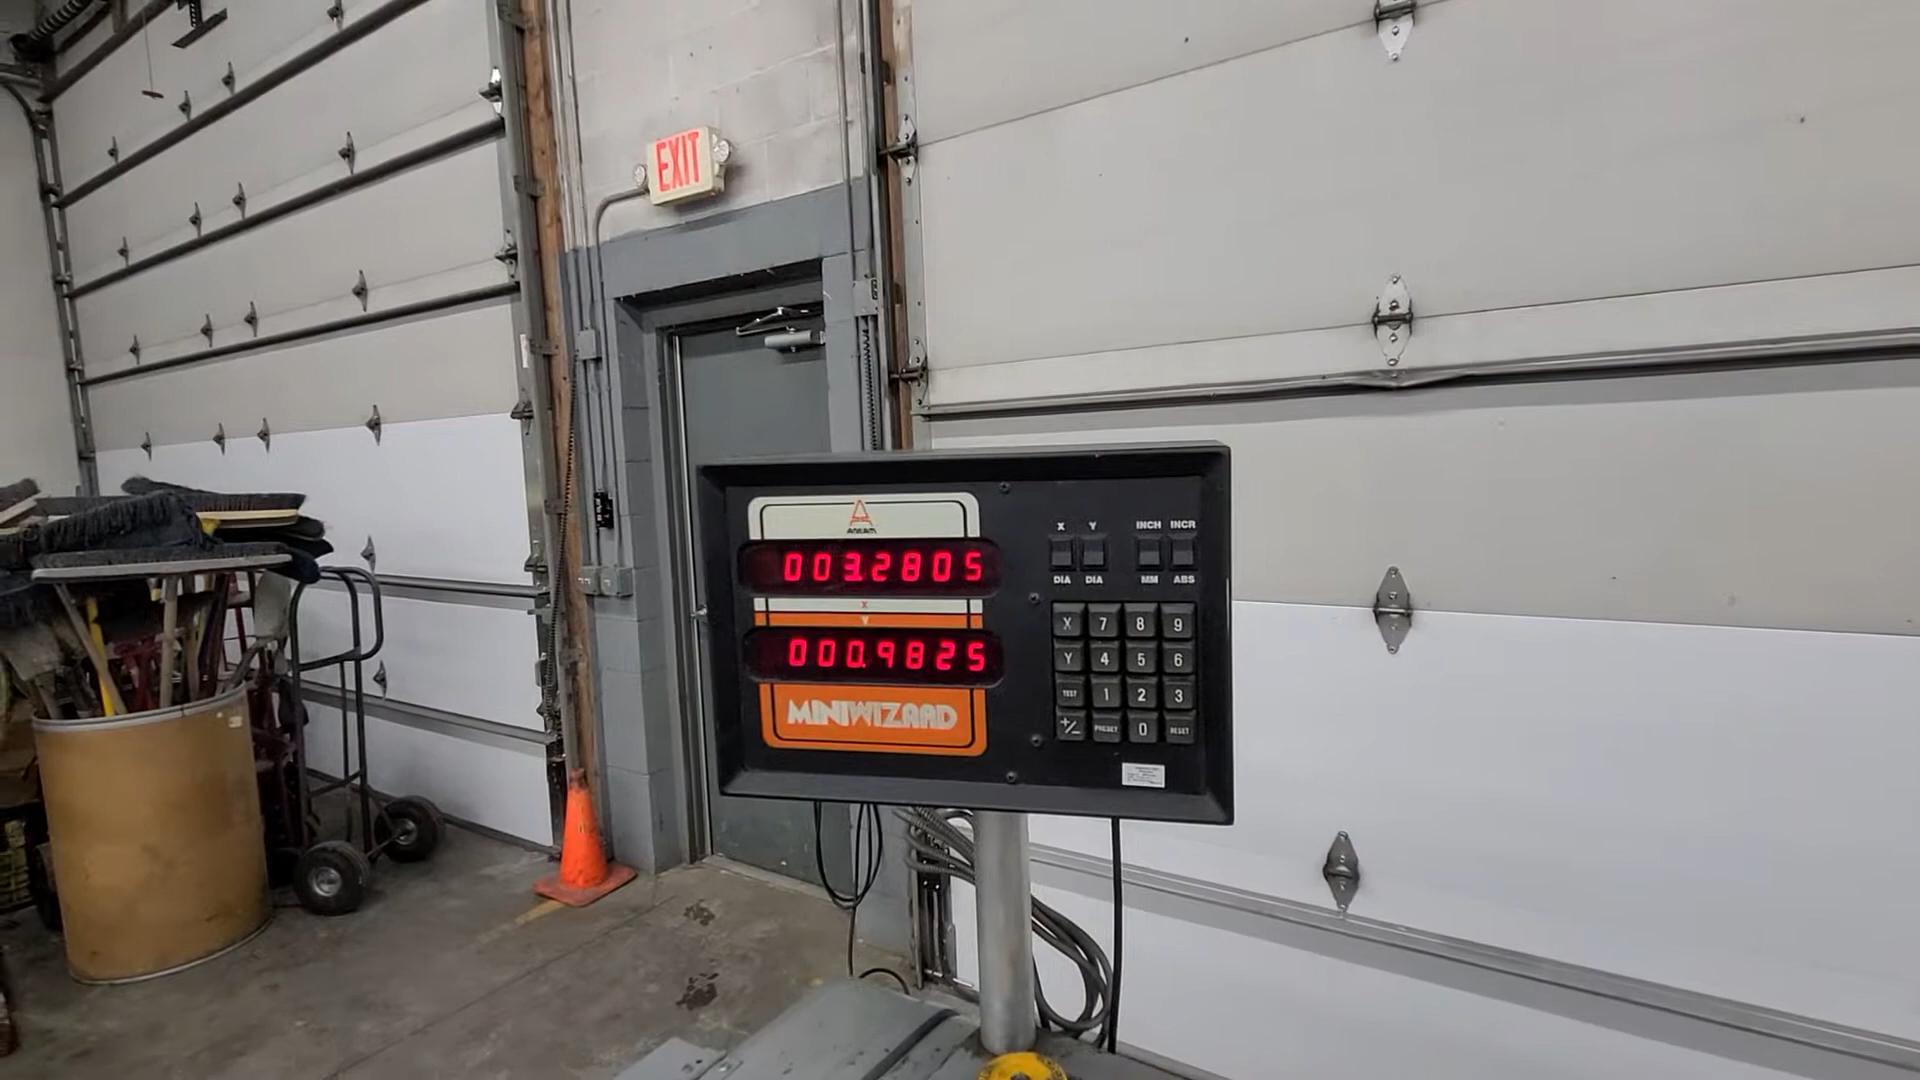 EXIT
ANILAM
003.2805
X
Y
000.9825
MINIWIZARD
X Y INCH INCR
DIA DIA MM ABS
X 7 8 9
Y 4 5 6
TEST 1 2 3
+/- PRESET 0 RESET